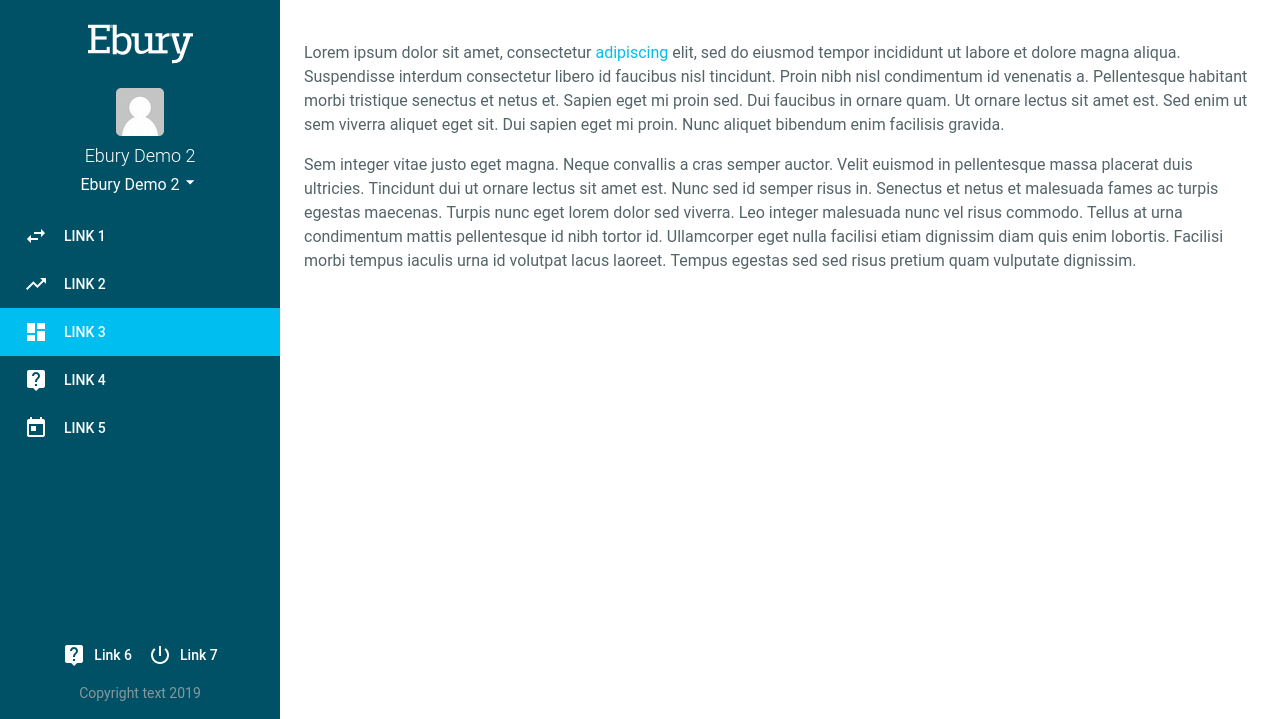 Ebury
Ebury Demo 2
Ebury Demo 2
LINK 1
LINK 2
LINK 3
LINK 4
LINK 5
Link 6 Link 7
Copyright text 2019
Lorem ipsum dolor sit amet, consectetur adipiscing elit, sed do eiusmod tempor incididunt ut labore et dolore magna aliqua.
Suspendisse interdum consectetur libero id faucibus nisl tincidunt. Proin nibh nisl condimentum id venenatis a. Pellentesque habitant
morbi tristique senectus et netus et. Sapien eget mi proin sed. Dui faucibus in ornare quam. Ut ornare lectus sit amet est. Sed enim ut
sem viverra aliquet eget sit. Dui sapien eget mi proin. Nunc aliquet bibendum enim facilisis gravida.
Sem integer vitae justo eget magna. Neque convallis a cras semper auctor. Velit euismod in pellentesque massa placerat duis
ultricies. Tincidunt dui ut ornare lectus sit amet est. Nunc sed id semper risus in. Senectus et netus et malesuada fames ac turpis
egestas maecenas. Turpis nunc eget lorem dolor sed viverra. Leo integer malesuada nunc vel risus commodo. Tellus at urna
condimentum mattis pellentesque id nibh tortor id. Ullamcorper eget nulla facilisi etiam dignissim diam quis enim lobortis. Facilisi
morbi tempus iaculis urna id volutpat lacus laoreet. Tempus egestas sed sed risus pretium quam vulputate dignissim.